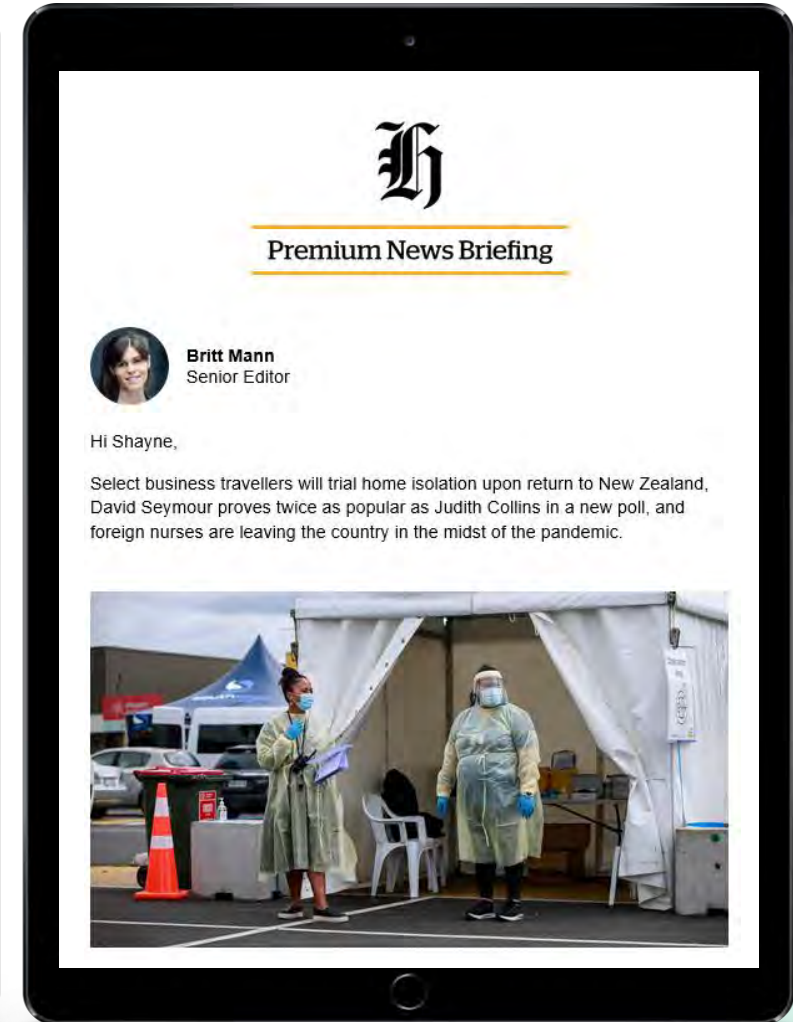 H
Premium News Briefing
Britt Mann
Senior Editor
Hi Shayne,
Select business travellers will trial home isolation upon return to New Zealand,
David Seymour proves twice as popular as Judith Collins in a new poll, and
foreign nurses are leaving the country in the midst of the pandemic.